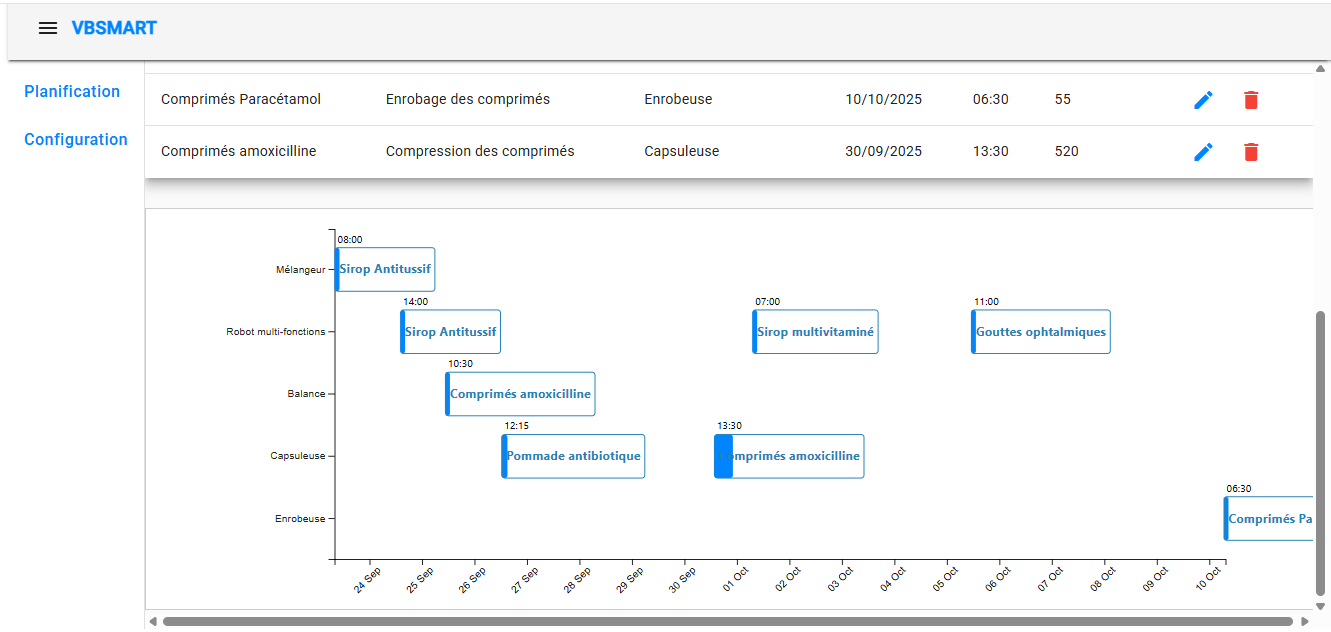 VBSMART
Planification
Configuration
Comprimés Paracétamol Enrobage des comprimés Enrobeuse 10/10/2025 06:30 55
Comprimés amoxicilline Compression des comprimés Capsuleuse 30/09/2025 13:30 520
08:00
Mélangeur Sirop Antitussif
14:00 07:00 11:00
Robot multi-fonctions Sirop Antitussif Sirop multivitaminé Gouttes ophtalmiques
10:30
Balance Comprimés amoxicilline
12:15 13:30
Capsuleuse Pommade antibiotique Comprimés amoxicilline
06:30
Enrobeuse Comprimés Pa
24 Sep 25 Sep 26 Sep 27 Sep 28 Sep 29 Sep 30 Sep 01 Oct 02 Oct 03 Oct 04 Oct 05 Oct 06 Oct 07 Oct 08 Oct 09 Oct 10 Oct